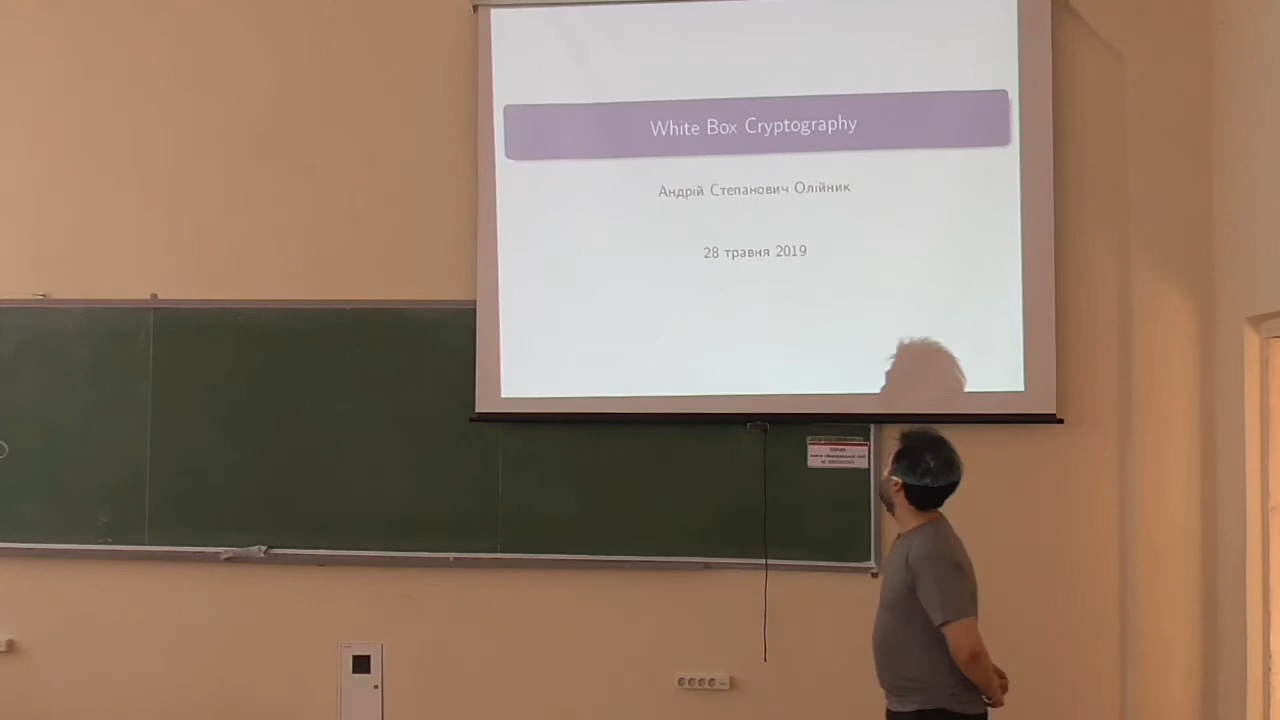 White Box Cryptography
Андрій Степанович Олійник
28 травня 2019